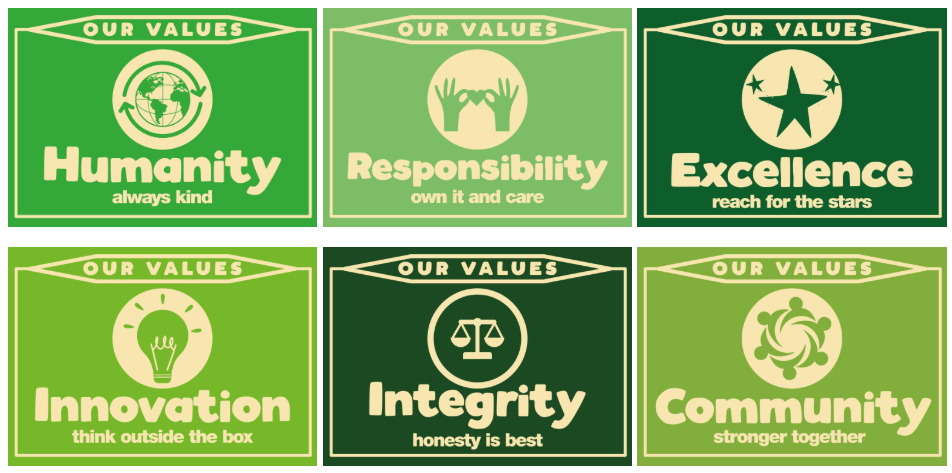 OUR VALUES
Humanity
always kind
OUR VALUES
Responsibility
own it and care
OUR VALUES
Excellence
reach for the stars
OUR VALUES
Innovation
think outside the box
OUR VALUES
Integrity
honesty is best
OUR VALUES
Community
stronger together